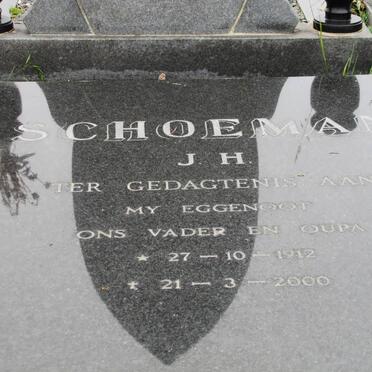 SCHOEMAN
J. H.
TER GEDAGTENIS AAN
MY EGGENOOT
ONS VADER EN OUPA
* 27 – 10 – 1912
* 21 – 3 – 2000